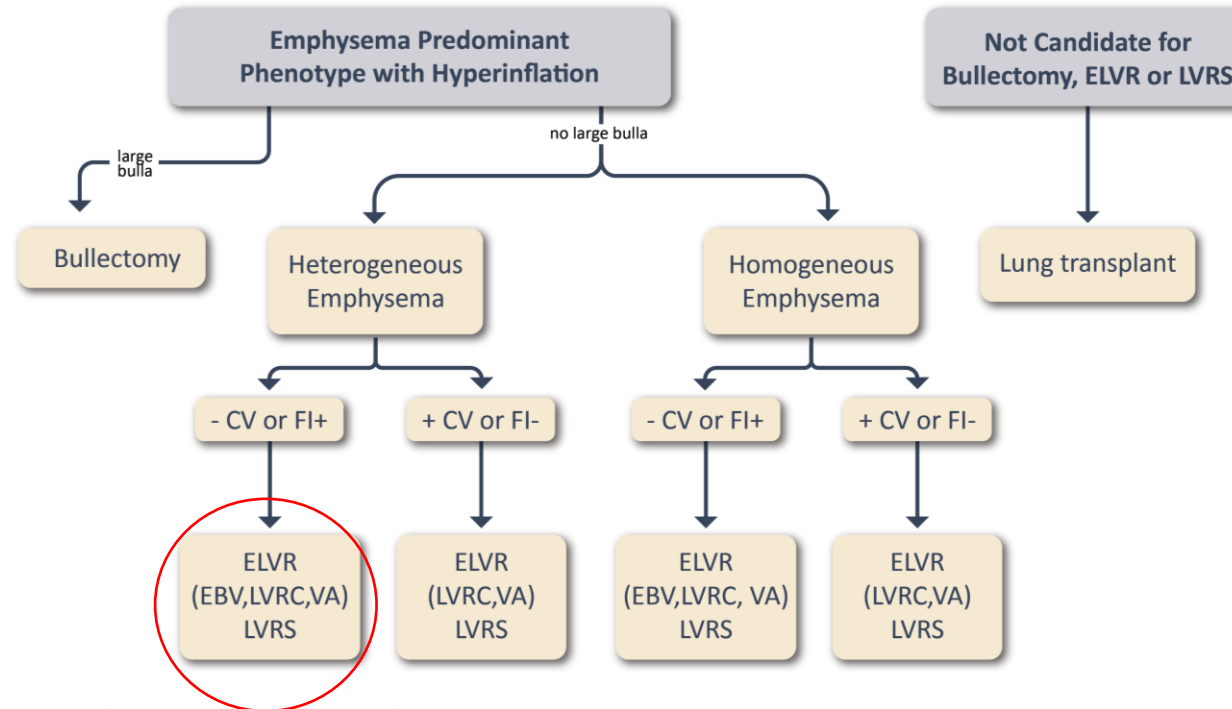 Emphysema Predominant
Phenotype with Hyperinflation
Not Candidate for
Bullectomy, ELVR or LVRS
large
bulla
no large bulla
Bullectomy
Heterogeneous
Emphysema
Homogeneous
Emphysema
Lung transplant
- CV or FI+
+ CV or FI-
- CV or FI+
+ CV or FI-
ELVR
(EBV,LVRC,VA)
LVRS
ELVR
(LVRC,VA)
LVRS
ELVR
(EBV,LVRC, VA)
LVRS
ELVR
(LVRC,VA)
LVRS